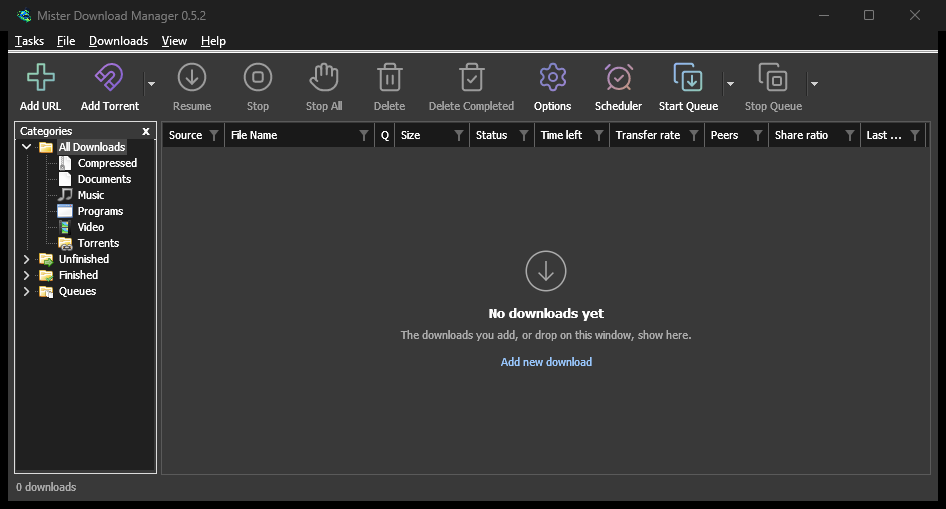 Mister Download Manager 0.5.2
Tasks File Downloads View Help
Add URL Add Torrent Resume Stop Stop All Delete Delete Completed Options Scheduler Start Queue Stop Queue
Categories x
Source File Name Q Size Status Time left Transfer rate Peers Share ratio Last ...
All Downloads
Compressed
Documents
Music
Programs
Video
Torrents
Unfinished
Finished
Queues
No downloads yet
The downloads you add, or drop on this window, show here.
Add new download
0 downloads